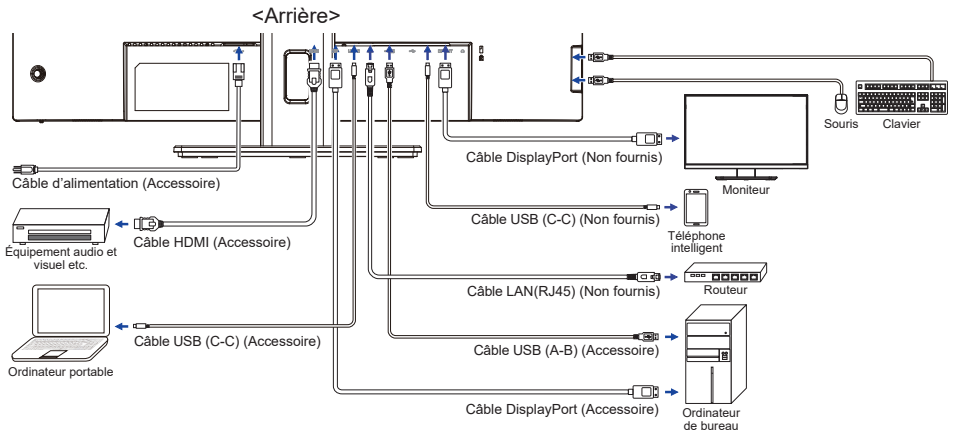 <Arrière>
Souris
Clavier
Câble DisplayPort (Non fournis)
Moniteur
Câble d'alimentation (Accessoire)
Câble USB (C-C) (Non fournis)
Téléphone
intelligent
Câble HDMI (Accessoire)
Équipement audio et
visuel etc.
Câble LAN(RJ45) (Non fournis)
Routeur
Câble USB (C-C) (Accessoire)
Câble USB (A-B) (Accessoire)
Ordinateur portable
Câble DisplayPort (Accessoire)
Ordinateur
de bureau